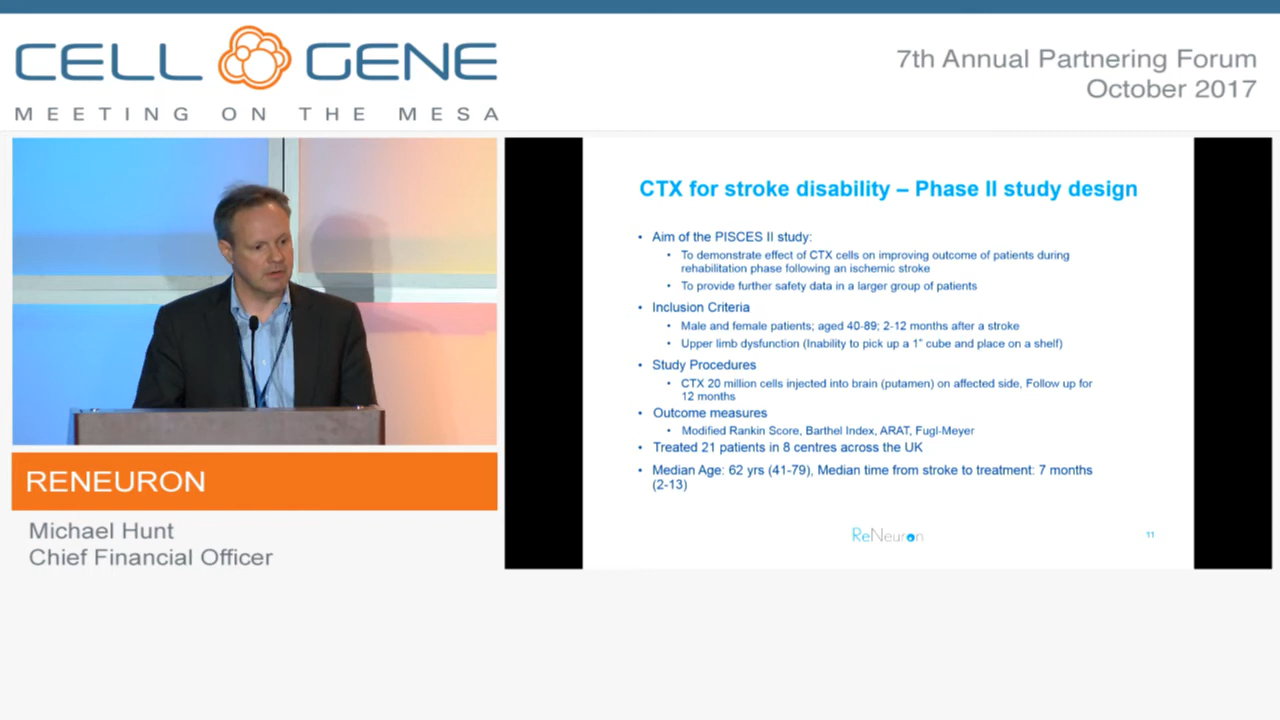 CELL GENE
MEETING ON THE MESA
7th Annual Partnering Forum
October 2017
CTX for stroke disability – Phase II study design
• Aim of the PISCES II study:
• To demonstrate effect of CTX cells on improving outcome of patients during
rehabilitation phase following an ischemic stroke
• To provide further safety data in a larger group of patients
• Inclusion Criteria
• Male and female patients; aged 40-89; 2-12 months after a stroke
• Upper limb dysfunction (Inability to pick up a 1" cube and place on a shelf)
• Study Procedures
• CTX 20 million cells injected into brain (putamen) on affected side, Follow up for
12 months
• Outcome measures
• Modified Rankin Score, Barthel Index, ARAT, Fugl-Meyer
• Treated 21 patients in 8 centres across the UK
• Median Age: 62 yrs (41-79), Median time from stroke to treatment: 7 months
(2-13)
ReNeuron
11
RENEURON
Michael Hunt
Chief Financial Officer